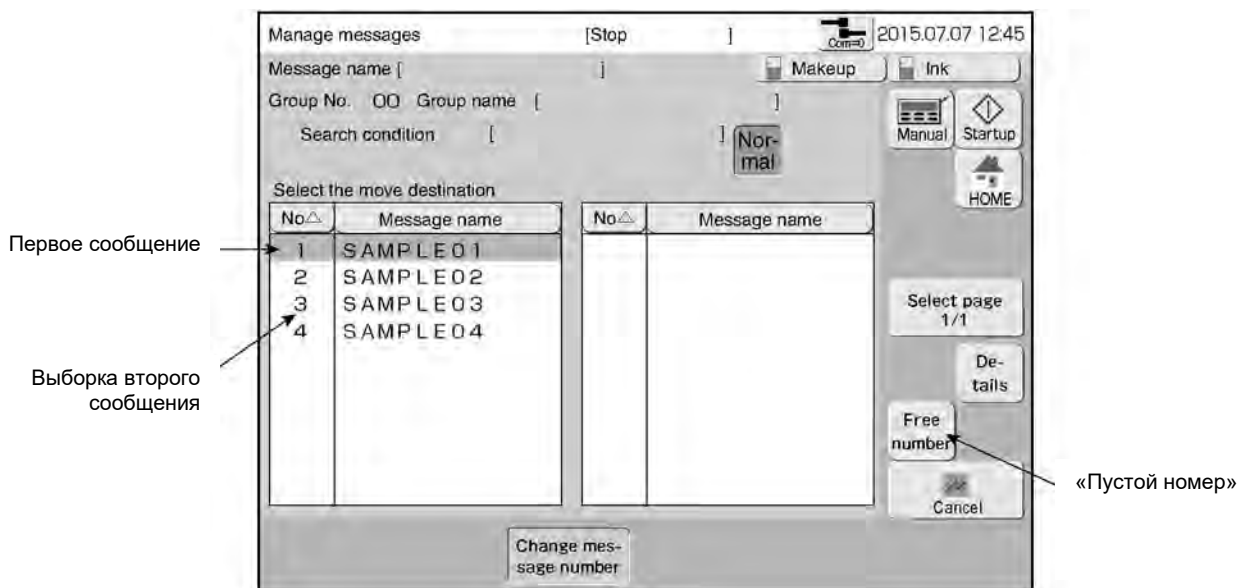 Manage messages [Stop ] Com=0 2015.07.07 12:45
Message name [ ] Makeup Ink
Group No. 00 Group name [ ]
Manual Startup
Search condition [ ] Nor-
mal
HOME
Select the move destination
No△ Message name No△ Message name
Первое сообщение
1 SAMPLE01
2 SAMPLE02
3 SAMPLE03
4 SAMPLE04
Select page
1/1
Выборка второго
сообщения
De-
tails
Free
number
«Пустой номер»
Cancel
Change mes-
sage number